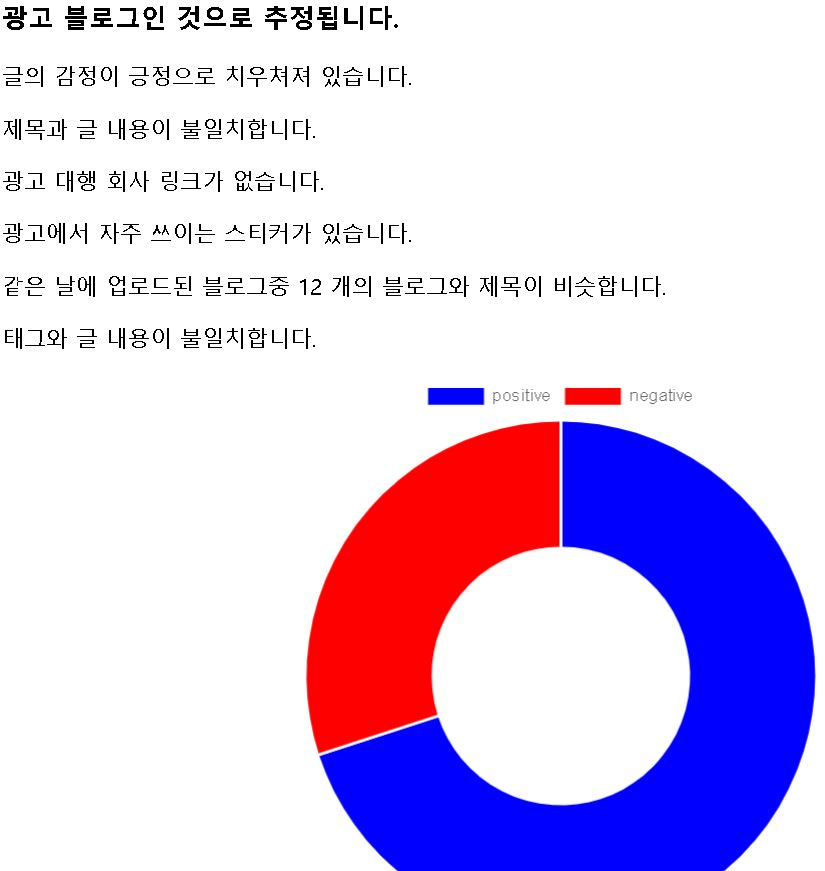 광고 블로그인 것으로 추정됩니다.
글의 감정이 긍정으로 치우쳐져 있습니다.
제목과 글 내용이 불일치합니다.
광고 대행 회사 링크가 없습니다.
광고에서 자주 쓰이는 스티커가 있습니다.
같은 날에 업로드된 블로그중 12 개의 블로그와 제목이 비슷합니다.
태그와 글 내용이 불일치합니다.
positive negative